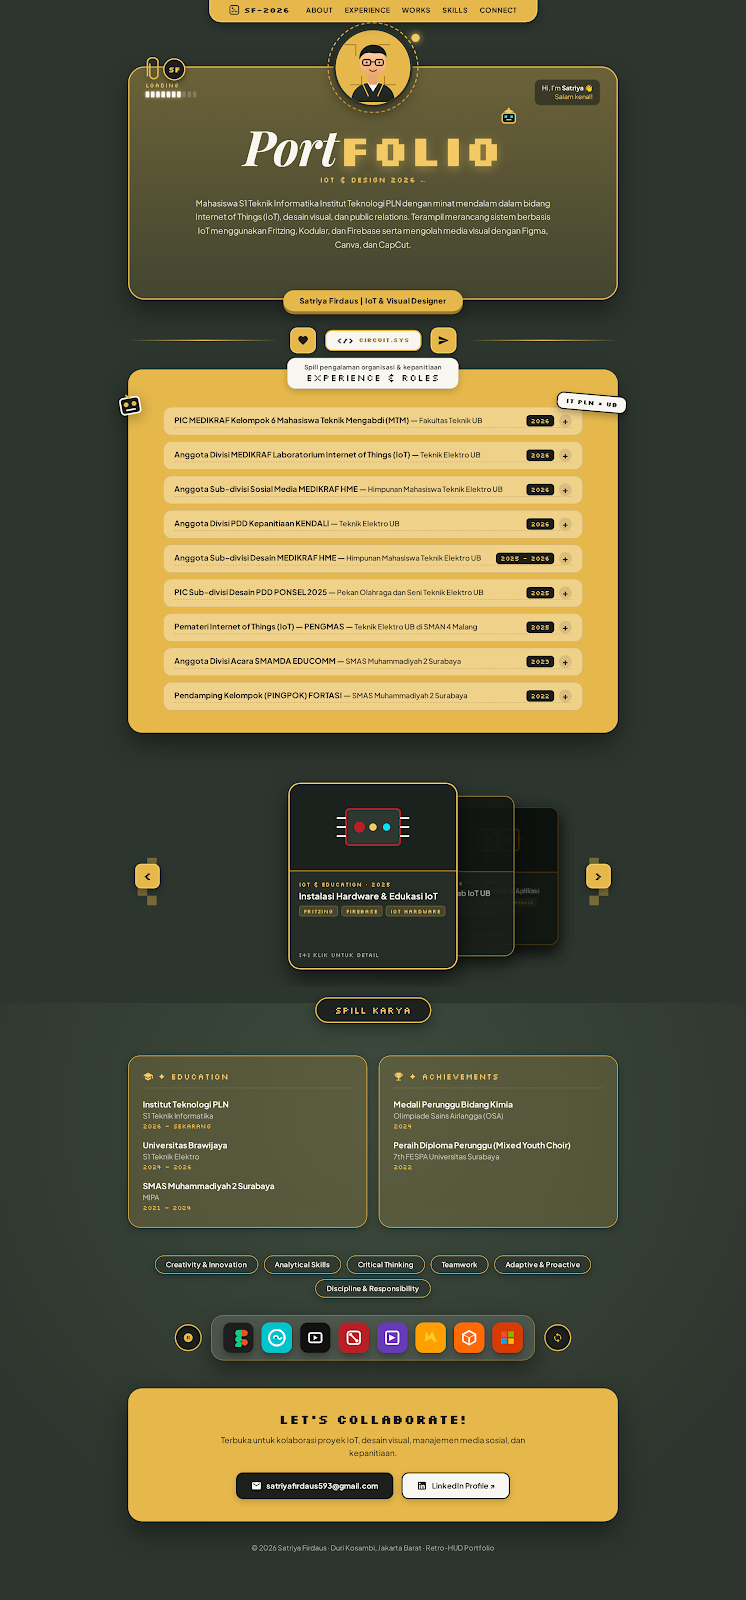 SF-2026 ABOUT EXPERIENCE WORKS SKILLS CONNECT
SF
LOADING
Hi, I'm Satriya 👋
Salam kenal!
PortFOLIO
IOT & DESIGN 2026
Mahasiswa S1 Teknik Informatika Institut Teknologi PLN dengan minat mendalam dalam bidang
Internet of Things (IoT), desain visual, dan public relations. Terampil merancang sistem berbasis
IoT menggunakan Fritzing, Kodular, dan Firebase serta mengolah media visual dengan Figma,
Canva, dan CapCut.
Satriya Firdaus | IoT & Visual Designer
</> CIRCUIT.SYS
Spill pengalaman organisasi & kepanitiaan
EXPERIENCE & ROLES
IT PLN × UB
PIC MEDIKRAF Kelompok 6 Mahasiswa Teknik Mengabdi (MTM) — Fakultas Teknik UB 2026 +
Anggota Divisi MEDIKRAF Laboratorium Internet of Things (IoT) — Teknik Elektro UB 2026 +
Anggota Sub-divisi Sosial Media MEDIKRAF HME — Himpunan Mahasiswa Teknik Elektro UB 2026 +
Anggota Divisi PDD Kepanitiaan KENDALI — Teknik Elektro UB 2026 +
Anggota Sub-divisi Desain MEDIKRAF HME — Himpunan Mahasiswa Teknik Elektro UB 2025 - 2026 +
PIC Sub-divisi Desain PDD PONSEL 2025 — Pekan Olahraga dan Seni Teknik Elektro UB 2025 +
Pemateri Internet of Things (IoT) — PENGMAS — Teknik Elektro UB di SMAN 4 Malang 2025 +
Anggota Divisi Acara SMAMDA EDUCOMM — SMAS Muhammadiyah 2 Surabaya 2023 +
Pendamping Kelompok (PINGPOK) FORTASI — SMAS Muhammadiyah 2 Surabaya 2022 +
IOT & EDUCATION · 2025
Instalasi Hardware & Edukasi IoT
FRITZING FIREBASE IOT HARDWARE
[+] KLIK UNTUK DETAIL
ab IoT UB
Aplikasi
SPILL KARYA
✦ EDUCATION
Institut Teknologi PLN
S1 Teknik Informatika
2026 - SEKARANG
Universitas Brawijaya
S1 Teknik Elektro
2024 - 2026
SMAS Muhammadiyah 2 Surabaya
MIPA
2021 - 2024
✦ ACHIEVEMENTS
Medali Perunggu Bidang Kimia
Olimpiade Sains Airlangga (OSA)
2024
Peraih Diploma Perunggu (Mixed Youth Choir)
7th FESPA Universitas Surabaya
2022
Creativity & Innovation
Analytical Skills
Critical Thinking
Teamwork
Adaptive & Proactive
Discipline & Responsibility
LET'S COLLABORATE!
Terbuka untuk kolaborasi proyek IoT, desain visual, manajemen media sosial, dan
kepanitiaan.
satriyafirdaus593@gmail.com
LinkedIn Profile ↗
© 2026 Satriya Firdaus · Duri Kosambi, Jakarta Barat · Retro-HUD Portfolio